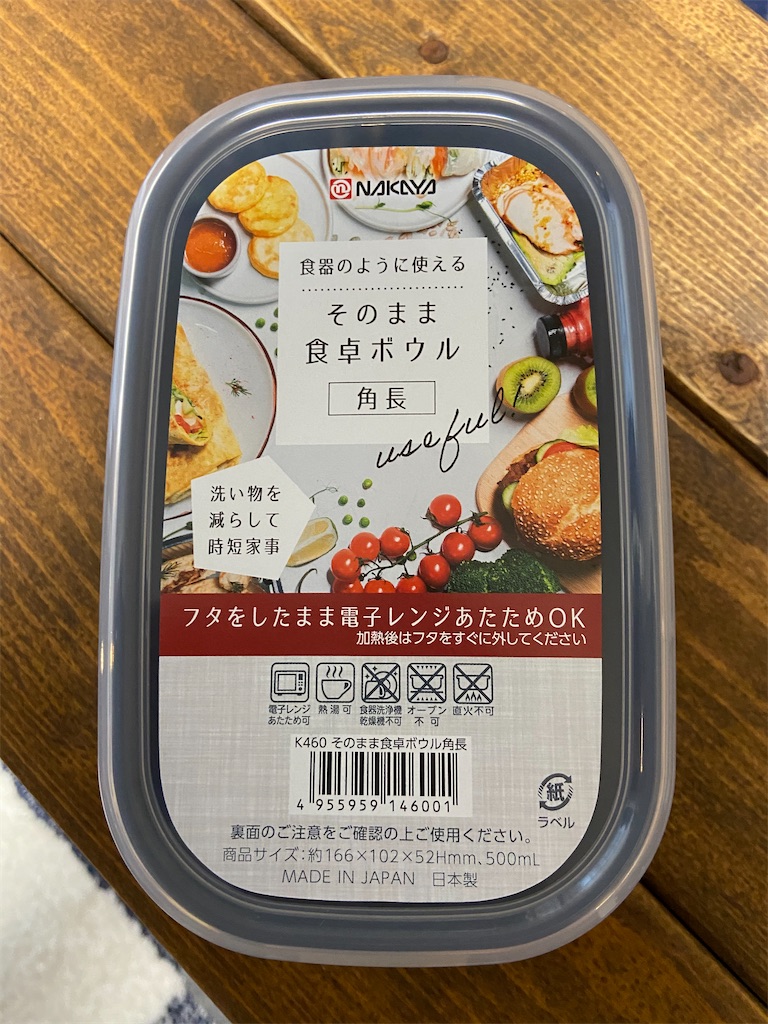 NAKAYA
食器のように使える
そのまま
食卓ボウル
角長
useful!
洗い物を
減らして
時短家事
フタをしたまま電子レンジあたためOK
加熱後はフタをすぐに外してください
電子レンジ
あたため可
熱湯可
食器洗浄機
乾燥機不可
オーブン
不可
直火不可
K460 そのまま食卓ボウル角長
4 955959 146001
紙
ラベル
裏面のご注意をご確認の上ご使用ください。
商品サイズ:約166×102×52Hmm、500mL
MADE IN JAPAN 日本製